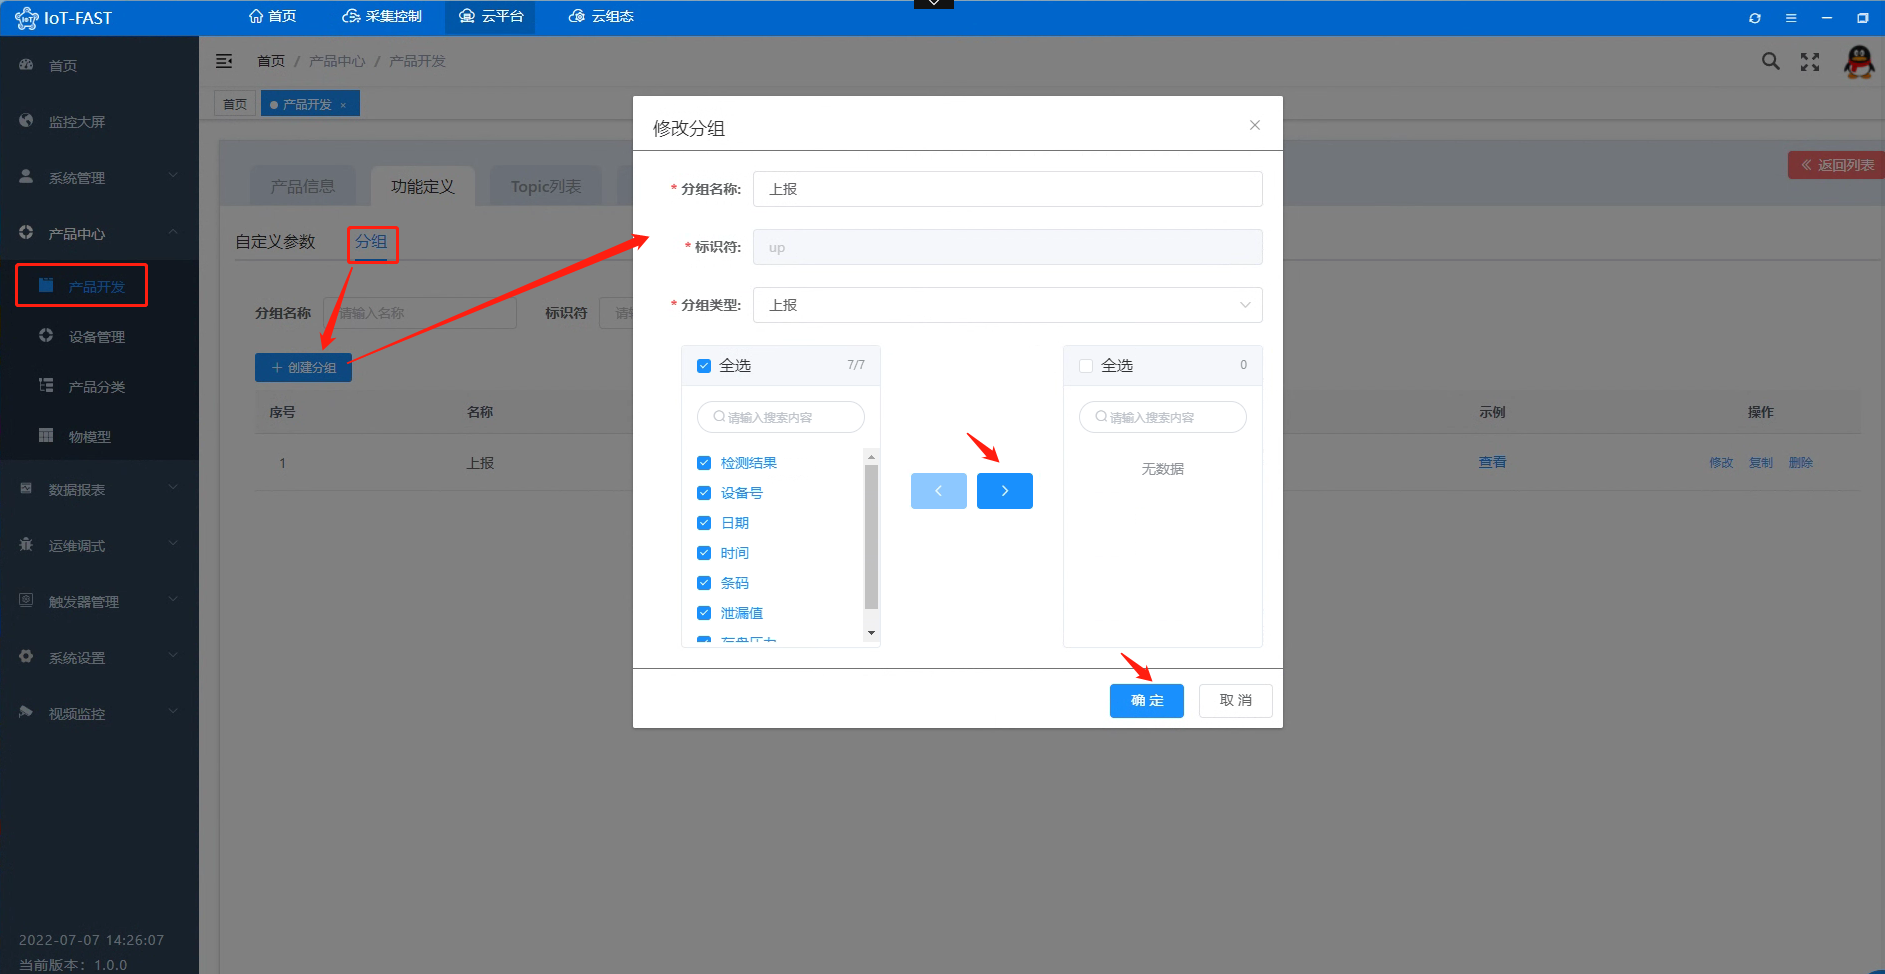 IoT-FAST
首页
采集控制
云平台
云组态
首页
监控大屏
系统管理
产品中心
产品开发
设备管理
产品分类
物模型
数据报表
运维调式
触发器管理
系统设置
视频监控
2022-07-07 14:26:07
当前版本：1.0.0
首页 / 产品中心 / 产品开发
首页
产品开发 ×
产品信息
功能定义
Topic列表
« 返回列表
自定义参数
分组
分组名称 请输入名称
标识符
+ 创建分组
序号 名称 示例 操作
1 上报 查看 修改 复制 删除
修改分组
* 分组名称: 上报
* 标识符: up
* 分组类型: 上报
全选 7/7
请输入搜索内容
检测结果
设备号
日期
时间
条码
泄漏值
全选 0
请输入搜索内容
无数据
确 定
取 消